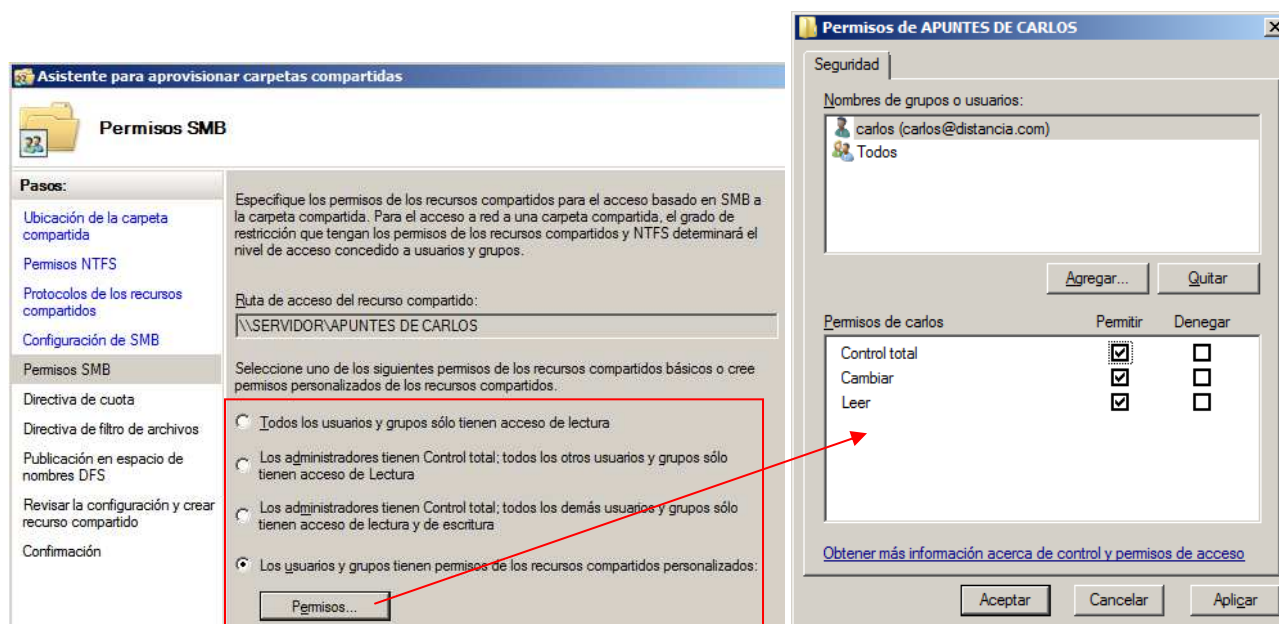 Asistente para aprovisionar carpetas compartidas
Permisos SMB
Pasos:
Ubicación de la carpeta
compartida
Permisos NTFS
Protocolos de los recursos
compartidos
Configuración de SMB
Permisos SMB
Directiva de cuota
Directiva de filtro de archivos
Publicación en espacio de
nombres DFS
Revisar la configuración y crear
recurso compartido
Confirmación
Especifique los permisos de los recursos compartidos para el acceso basado en SMB a
la carpeta compartida. Para el acceso a red a una carpeta compartida, el grado de
restricción que tengan los permisos de los recursos compartidos y NTFS determinará el
nivel de acceso concedido a usuarios y grupos.
Ruta de acceso del recurso compartido:
\\SERVIDOR\APUNTES DE CARLOS
Seleccione uno de los siguientes permisos de los recursos compartidos básicos o cree
permisos personalizados de los recursos compartidos.
Todos los usuarios y grupos sólo tienen acceso de lectura
Los administradores tienen Control total; todos los otros usuarios y grupos sólo
tienen acceso de Lectura
Los administradores tienen Control total; todos los demás usuarios y grupos sólo
tienen acceso de lectura y de escritura
Los usuarios y grupos tienen permisos de los recursos compartidos personalizados:
Permisos...
Permisos de APUNTES DE CARLOS
Seguridad
Nombres de grupos o usuarios:
carlos (carlos@distancia.com)
Todos
Agregar... Quitar
Permisos de carlos Permitir Denegar
Control total
Cambiar
Leer
Obtener más información acerca de control y permisos de acceso
Aceptar Cancelar Aplicar